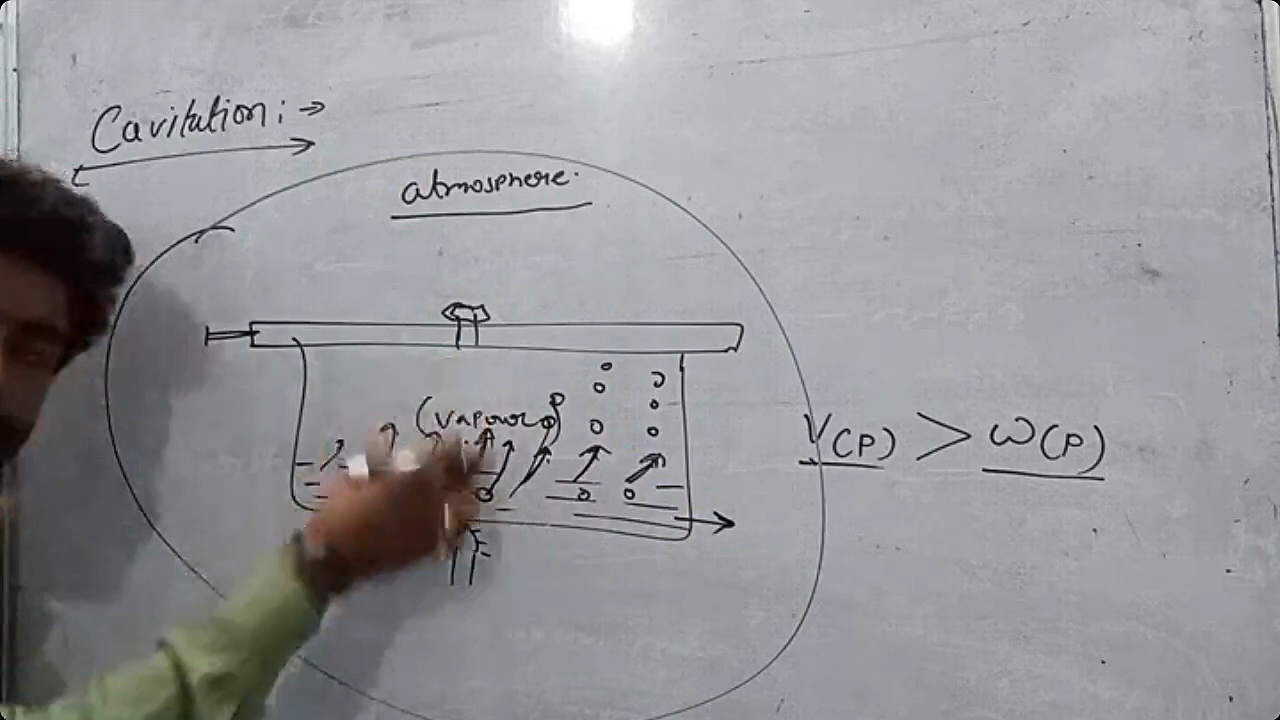 Cavitation: →
atmosphere.
(Vapour)P
V(P) > W(P)